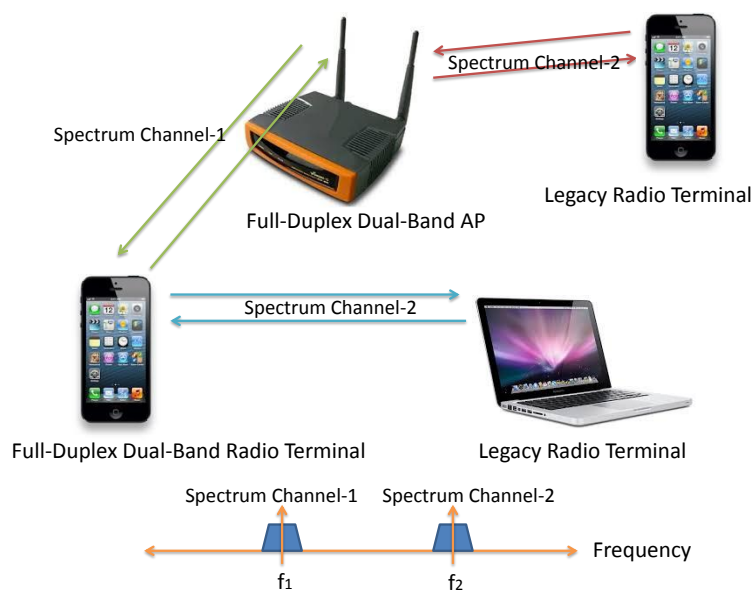 Spectrum Channel-2
Spectrum Channel-1
Legacy Radio Terminal
Full-Duplex Dual-Band AP
Spectrum Channel-2
Full-Duplex Dual-Band Radio Terminal
Legacy Radio Terminal
Spectrum Channel-1
Spectrum Channel-2
Frequency
f1
f2